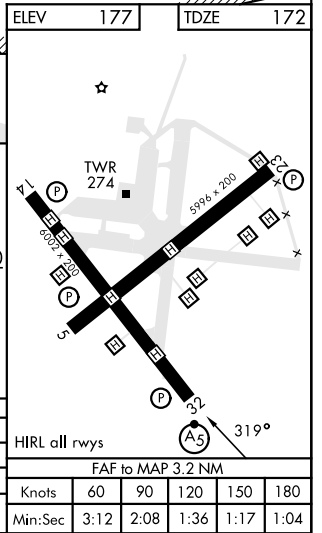 ELEV 177 TDZE 172
TWR
274
5996 x 200
23
P
14
P
6002 x 200
H
H
H
H
H
H
H
H
H
H
H
P
5
P
32
A5
319°
HIRL all rwys
FAF to MAP 3.2 NM
Knots 60 90 120 150 180
Min:Sec 3:12 2:08 1:36 1:17 1:04